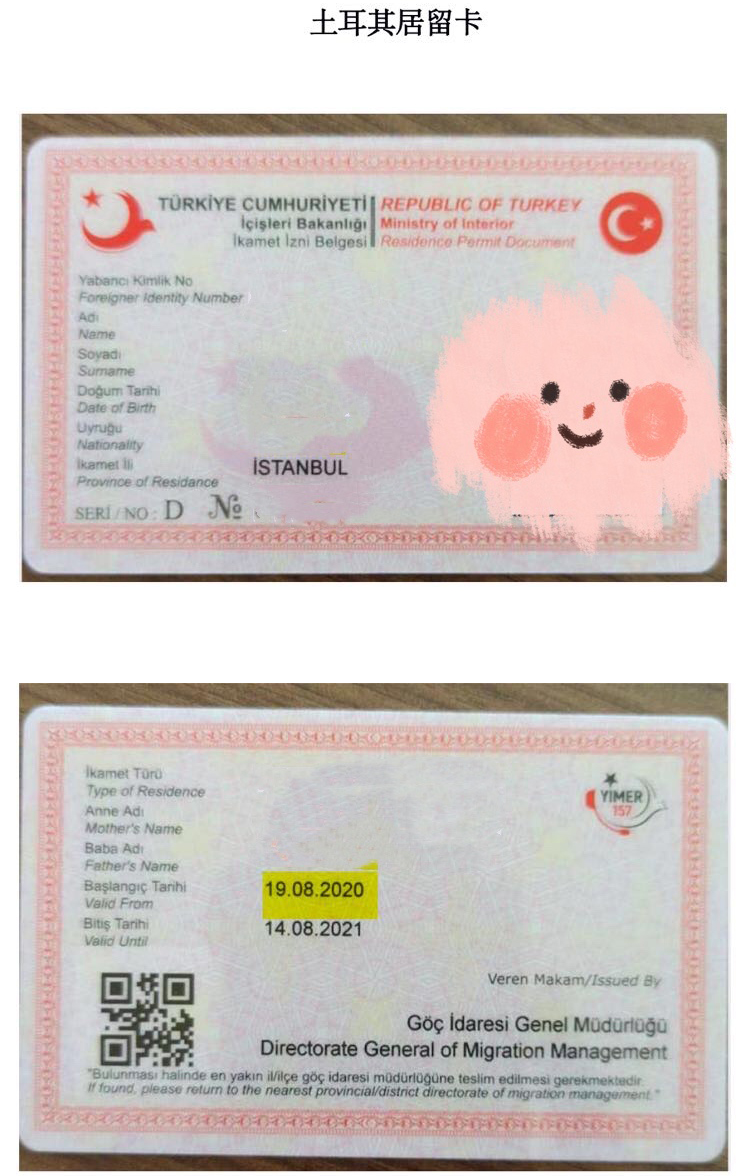 土耳其居留卡
TÜRKİYE CUMHURİYETİ REPUBLIC OF TURKEY
İçişleri Bakanlığı Ministry of Interior
İkamet İzni Belgesi Residence Permit Document
Yabancı Kimlik No
Foreigner Identity Number
Adı
Name
Soyadı
Surname
Doğum Tarihi
Date of Birth
Uyruğu
Nationality
İkamet İli
Province of Residance
İSTANBUL
SERİ / NO : D №
İkamet Türü
Type of Residence
YİMER
157
Anne Adı
Mother's Name
Baba Adı
Father's Name
Başlangıç Tarihi
Valid From
19.08.2020
Bitiş Tarihi
Valid Until
14.08.2021
Veren Makam/Issued By
Göç İdaresi Genel Müdürlüğü
Directorate General of Migration Management
"Bulunması halinde en yakın il/ilçe göç idaresi müdürlüğüne teslim edilmesi gerekmektedir.
If found, please return to the nearest provincial/district directorate of migration management."